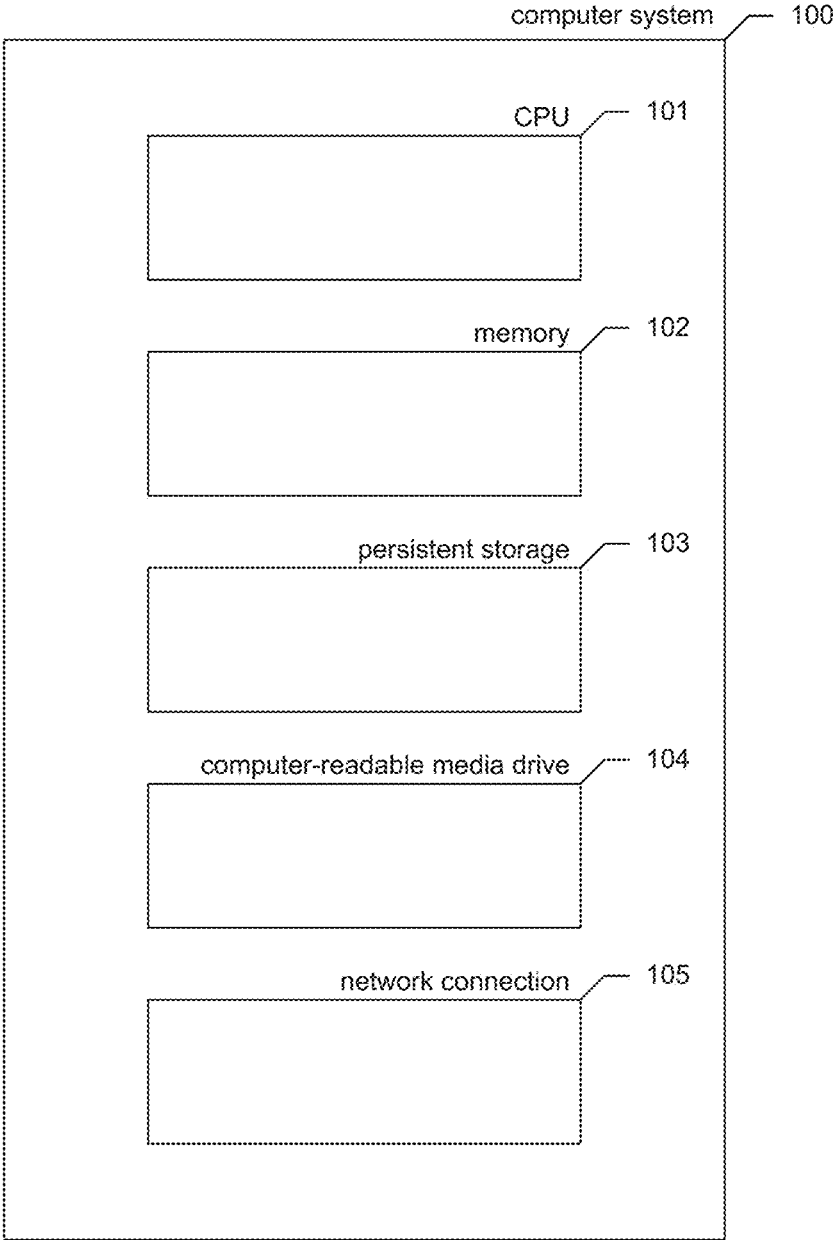 computer system 100
CPU 101
memory 102
persistent storage 103
computer-readable media drive 104
network connection 105